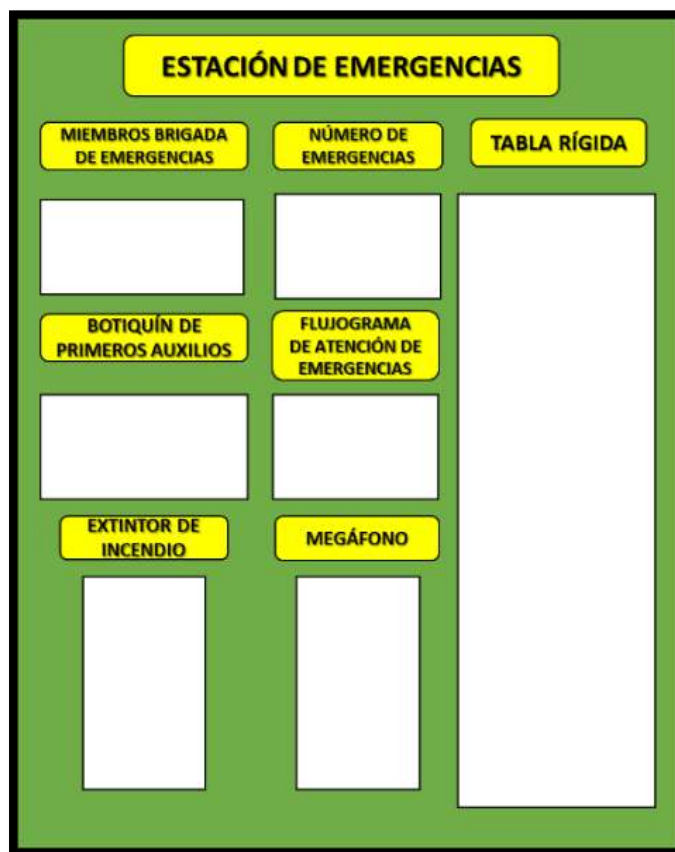 ESTACIÓN DE EMERGENCIAS
MIEMBROS BRIGADA
DE EMERGENCIAS
NÚMERO DE
EMERGENCIAS
TABLA RÍGIDA
BOTIQUÍN DE
PRIMEROS AUXILIOS
FLUJOGRAMA
DE ATENCIÓN DE
EMERGENCIAS
EXTINTOR DE
INCENDIO
MEGÁFONO